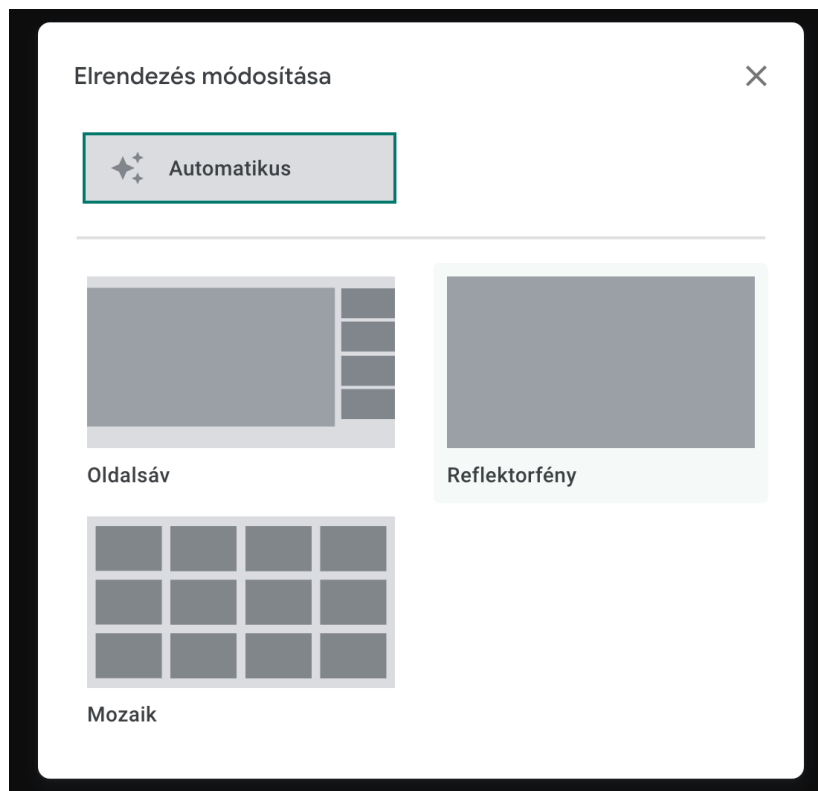 Elrendezés módosítása
Automatikus
Oldalsáv
Reflektorfény
Mozaik